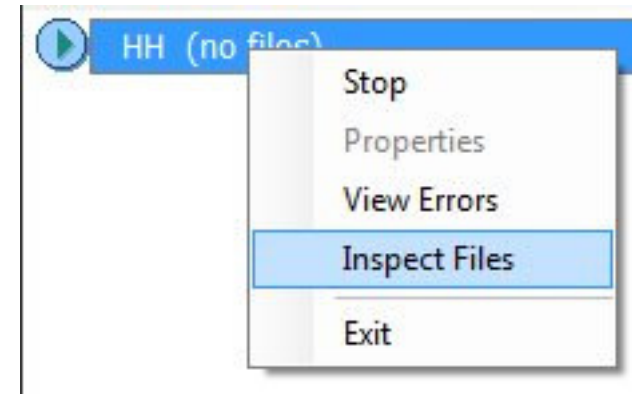 HH (no files)
Stop
Properties
View Errors
Inspect Files
Exit